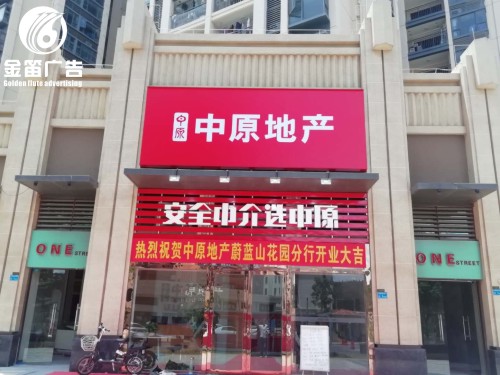 金笛广告
Golden flute advertising
中原
中原地产
安全中介选中原
热烈祝贺中原地产蔚蓝山花园分行开业大吉
ONE STREET
ONE STREET